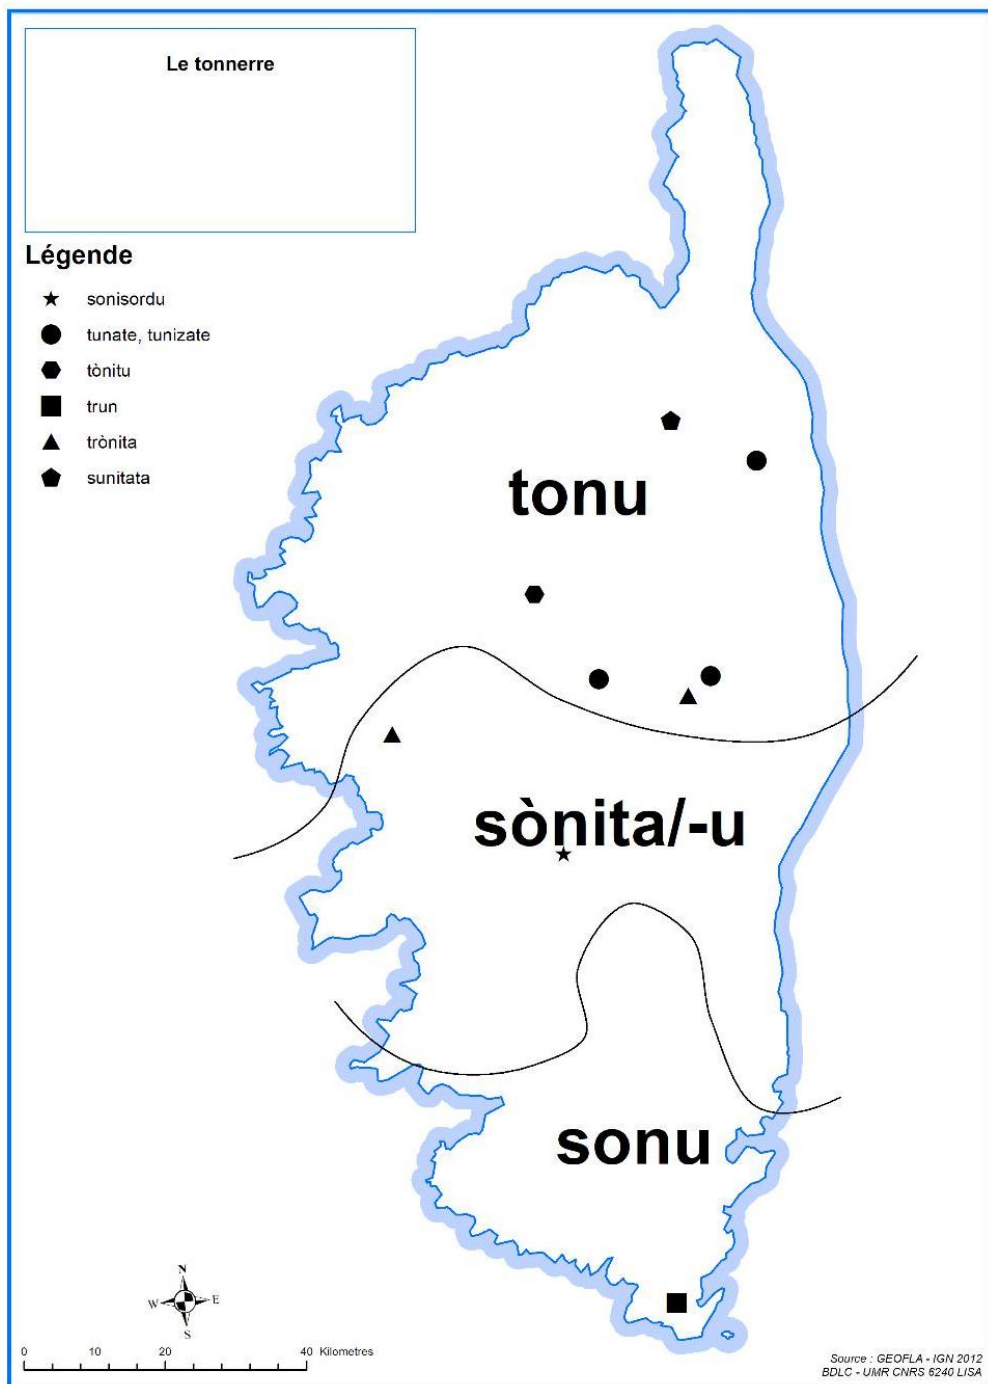 Le tonnerre
Légende
sonisordu
tunate, tunizate
tònitu
trun
trònita
sunitata
tonu
sònita/-u
sonu
N
W E
S
0 10 20 40 Kilometres
Source : GEOFLA - IGN 2012
BDLC - UMR CNRS 6240 LISA